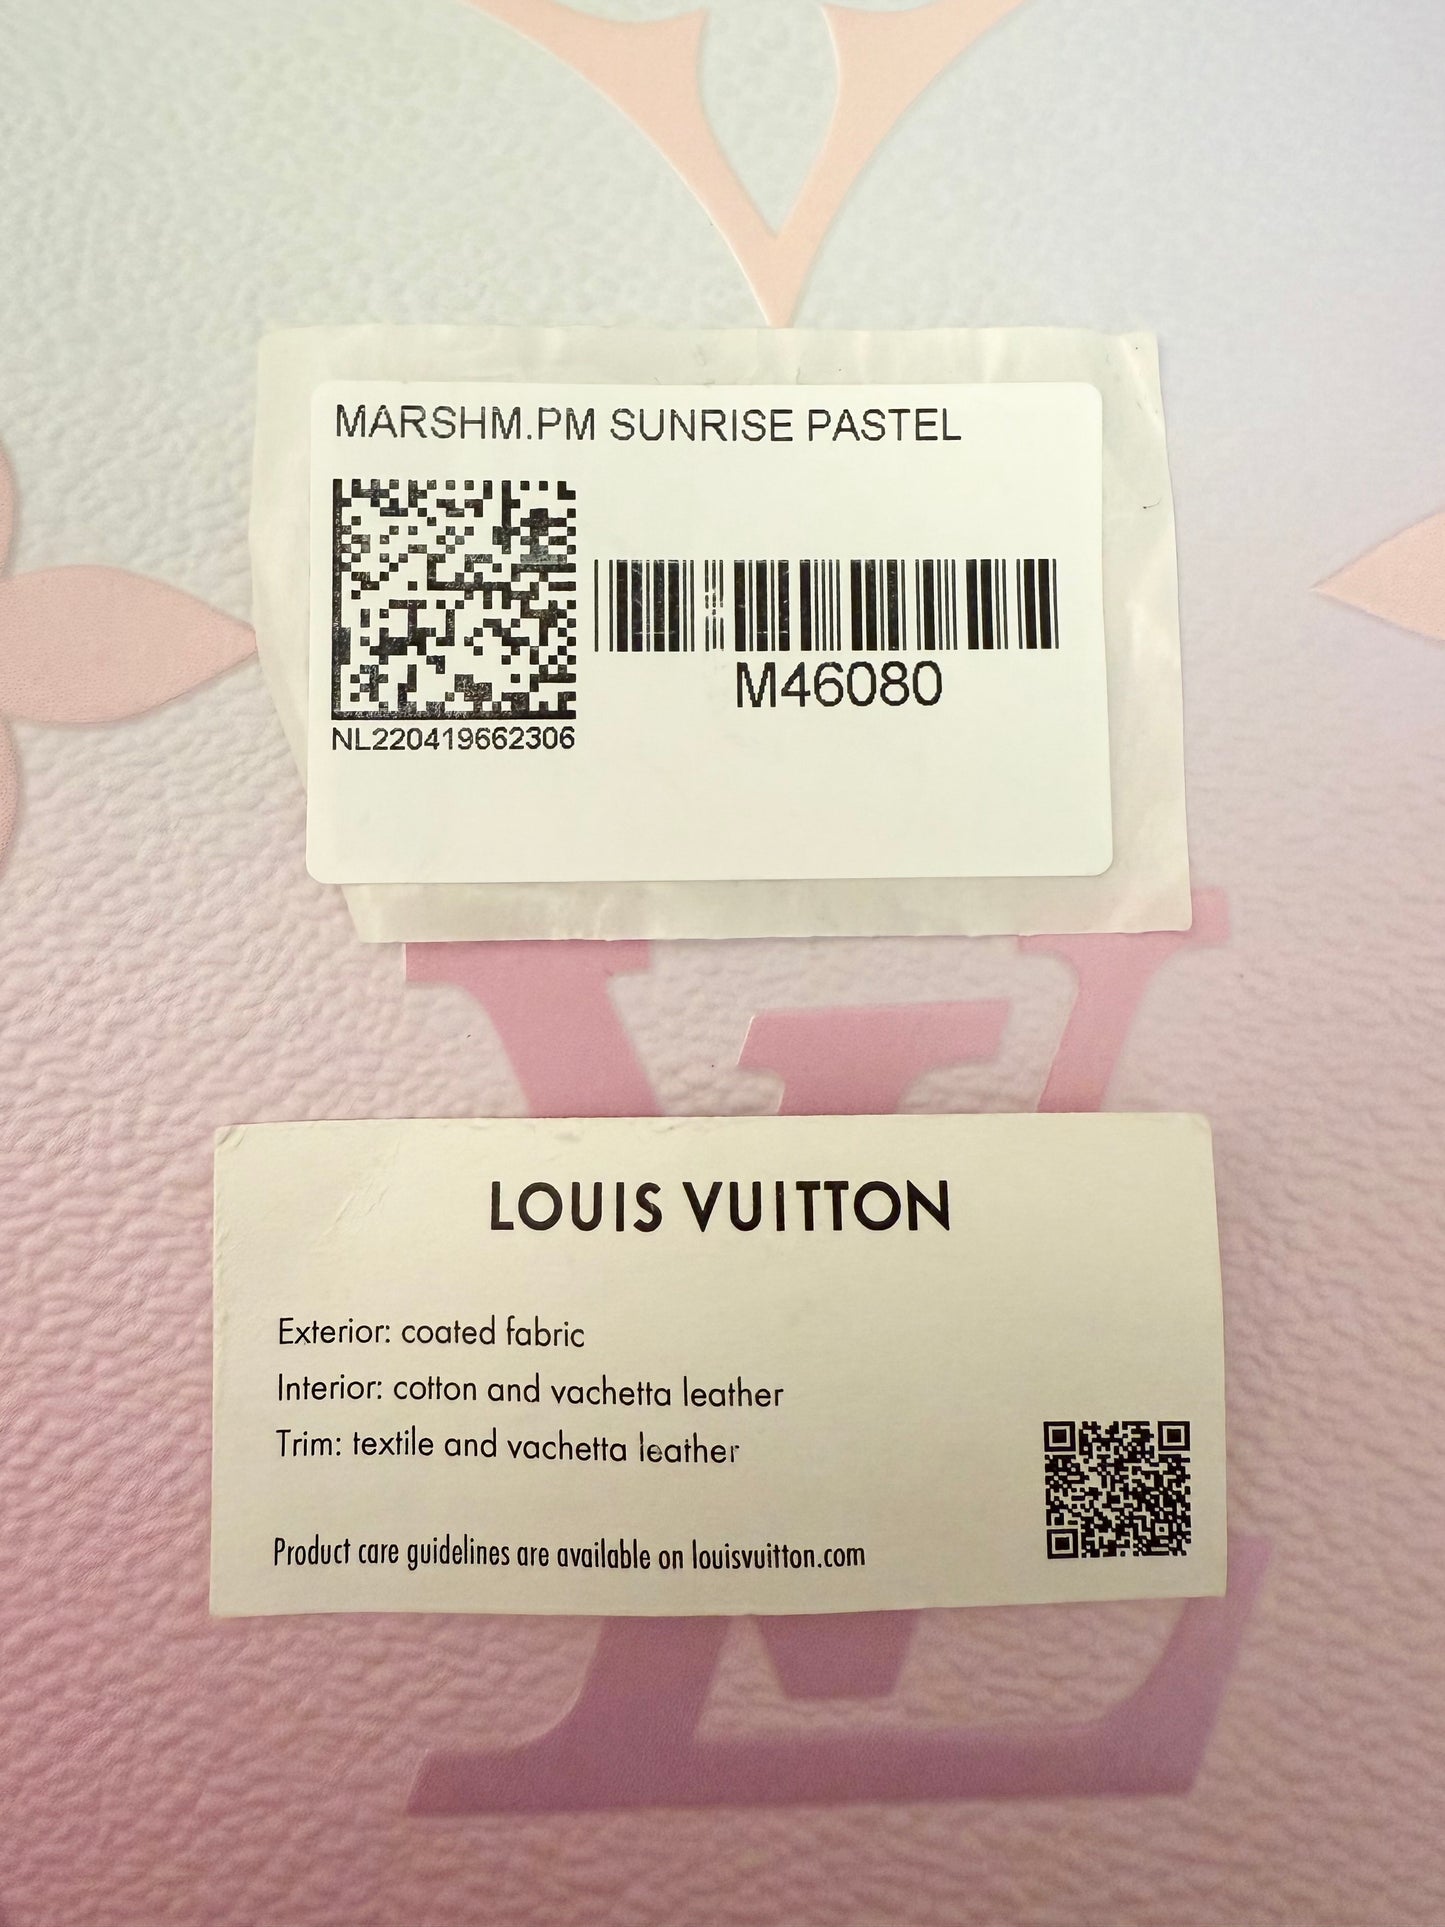 MARSHM.PM SUNRISE PASTEL
M46080
NL220419662306
LOUIS VUITTON
Exterior: coated fabric
Interior: cotton and vachetta leather
Trim: textile and vachetta leather
Product care guidelines are available on louisvuitton.com